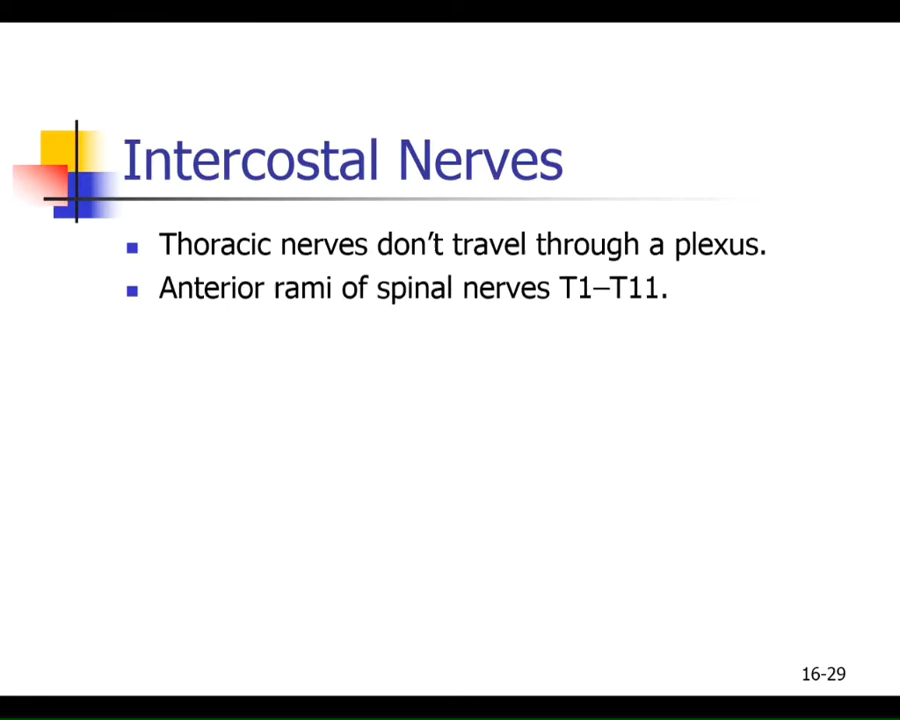 Intercostal Nerves
Thoracic nerves don’t travel through a plexus.
Anterior rami of spinal nerves T1–T11.
16-29